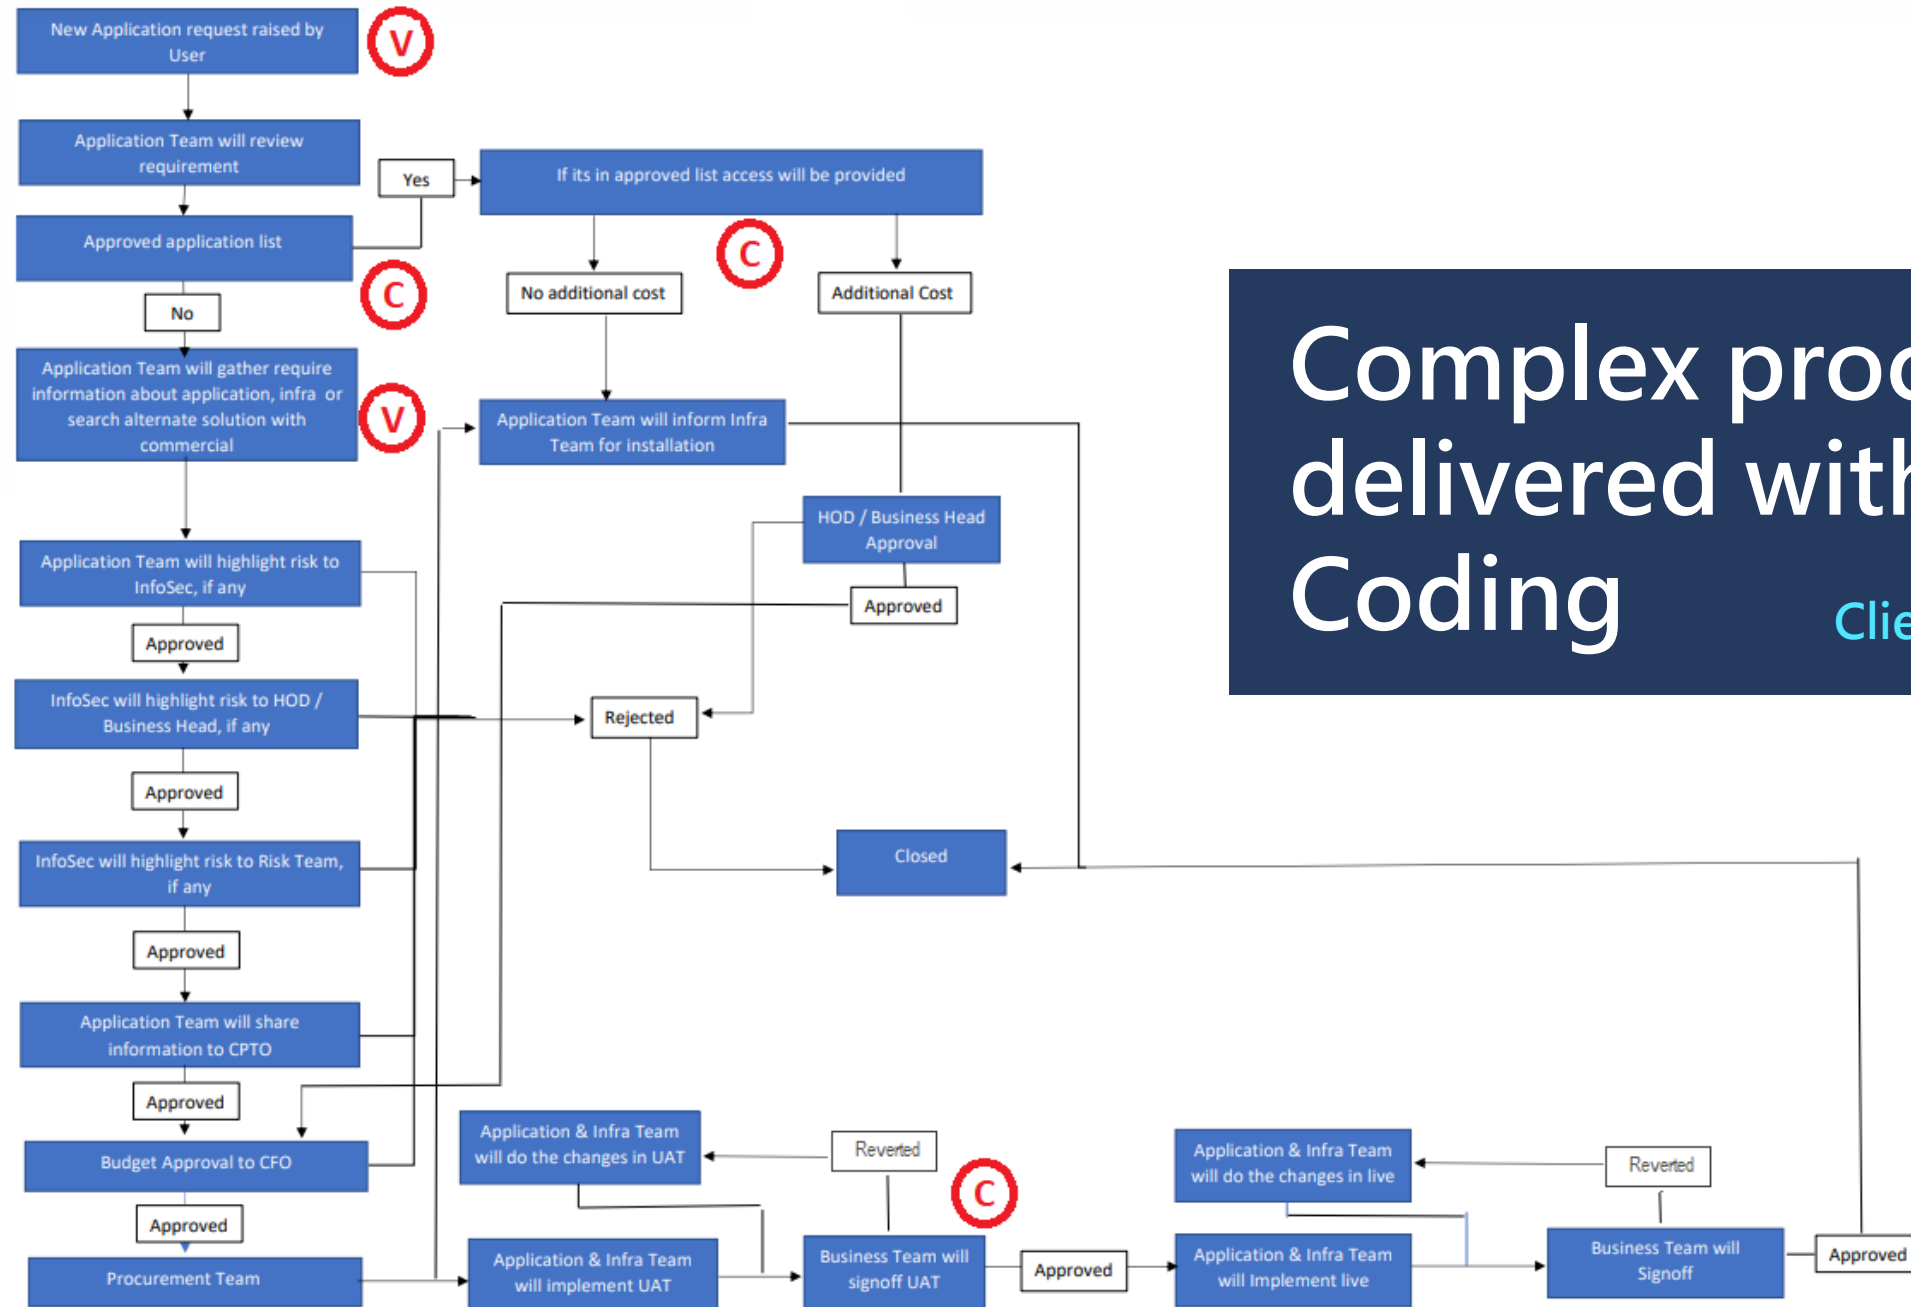 New Application request raised by
User
V
Application Team will review
requirement
Yes
If its in approved list access will be provided
Approved application list
C
C
No additional cost
Additional Cost
No
Application Team will gather require
information about application, infra or
search alternate solution with
commercial
V
Application Team will inform Infra
Team for installation
Complex
delivered
Coding
HOD / Business Head
Approval
Approved
Application Team will highlight risk to
InfoSec, if any
Approved
InfoSec will highlight risk to HOD /
Business Head, if any
Rejected
Approved
InfoSec will highlight risk to Risk Team,
if any
Closed
Approved
Application Team will share
information to CPTO
Approved
Budget Approval to CFO
Application & Infra Team
will do the changes in UAT
Reverted
C
Application & Infra Team
will do the changes in live
Reverted
Approved
Procurement Team
Application & Infra Team
will implement UAT
Business Team will
signoff UAT
Approved
Application & Infra Team
will Implement live
Business Team will
Signoff
Approved